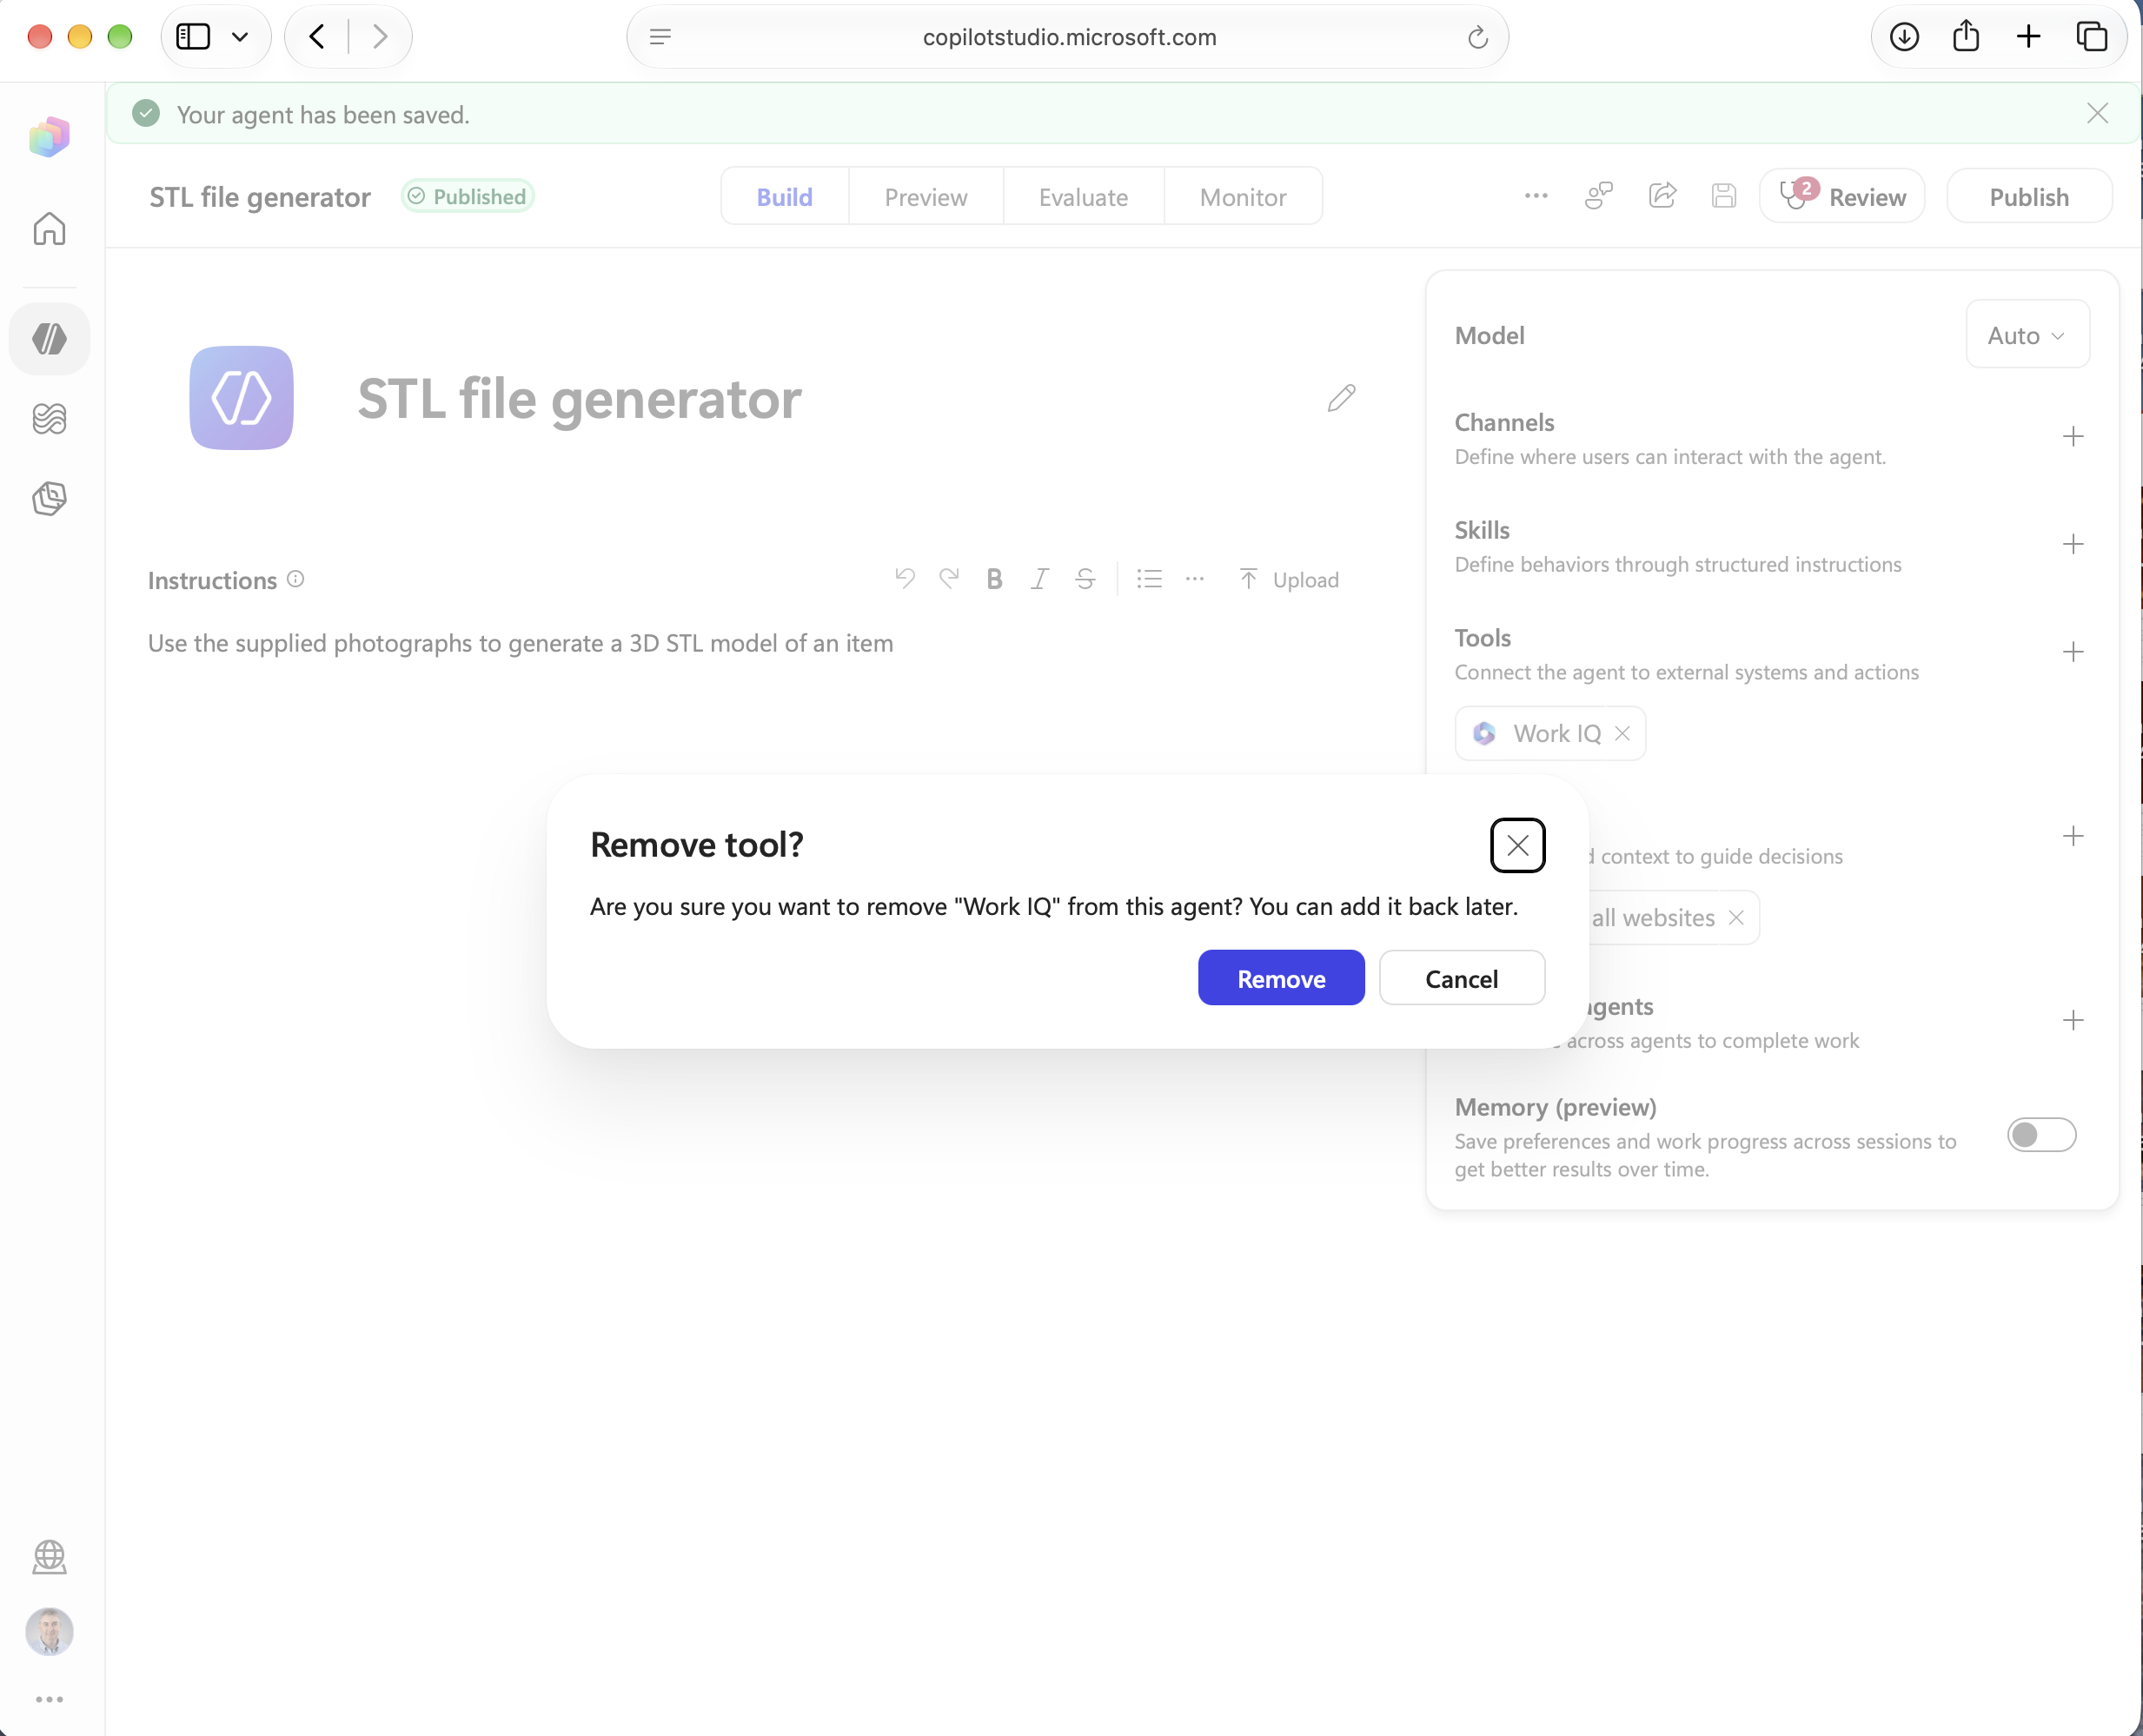 copilotstudio.microsoft.com
Your agent has been saved.
STL file generator
Published
Build
Preview
Evaluate
Monitor
2
Review
Publish
STL file generator
Instructions
B
I
S
Upload
Use the supplied photographs to generate a 3D STL model of an item
Model
Auto
Channels
Define where users can interact with the agent.
Skills
Define behaviors through structured instructions
Tools
Connect the agent to external systems and actions
Work IQ
context to guide decisions
all websites
agents
across agents to complete work
Memory (preview)
Save preferences and work progress across sessions to
get better results over time.
Remove tool?
Are you sure you want to remove "Work IQ" from this agent? You can add it back later.
Remove
Cancel